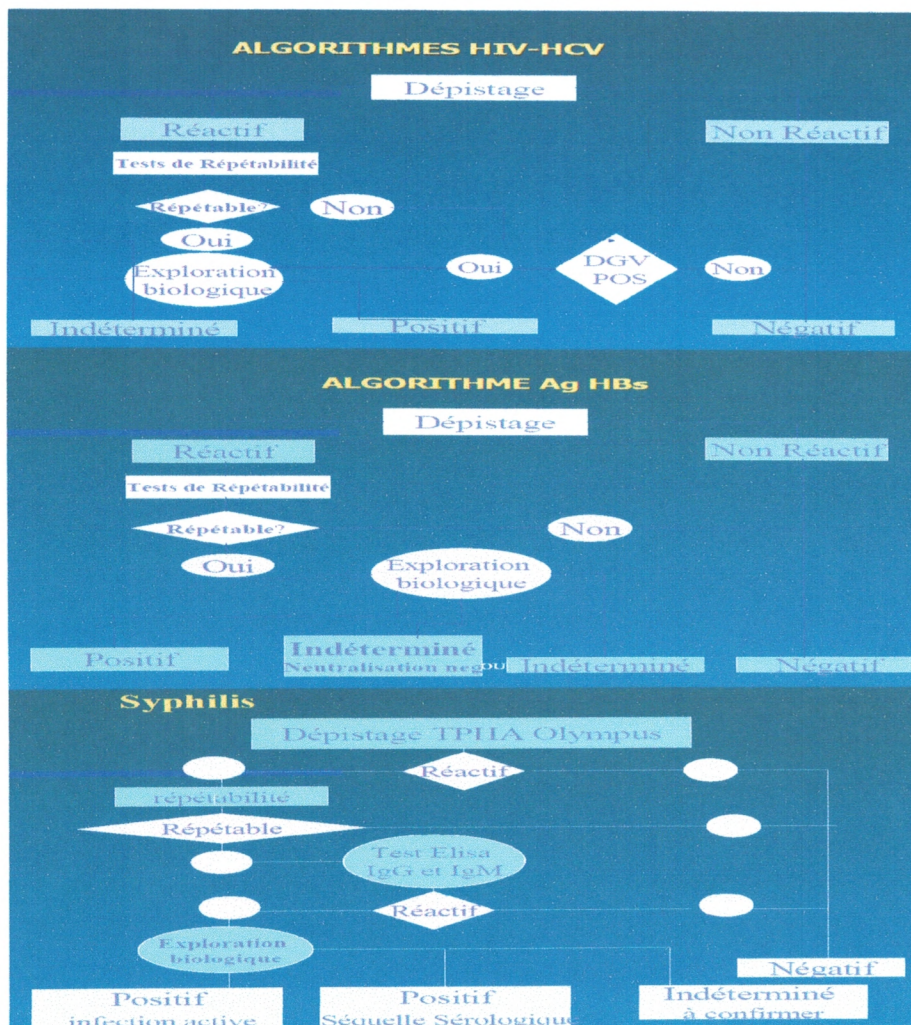 ALGORITHMES HIV-HCV
Dépistage
Réactif
Non Réactif
Tests de Répétabilité
Répétable?
Non
Oui
Exploration
biologique
Oui
DGV
POS
Non
Indéterminé
Positif
Négatif
ALGORITHME Ag HBs
Dépistage
Réactif
Non Réactif
Tests de Répétabilité
Répétable?
Non
Oui
Exploration
biologique
Positif
Indéterminé
Neutralisation neg
ou
Indéterminé
Négatif
Syphilis
Dépistage TPHA Olympus
Réactif
répétabilité
Répétable
Test Elisa
IgG et IgM
Réactif
Exploration
biologique
Négatif
Positif
infection active
Positif
Séquelle Sérologique
Indéterminé
à confirmer